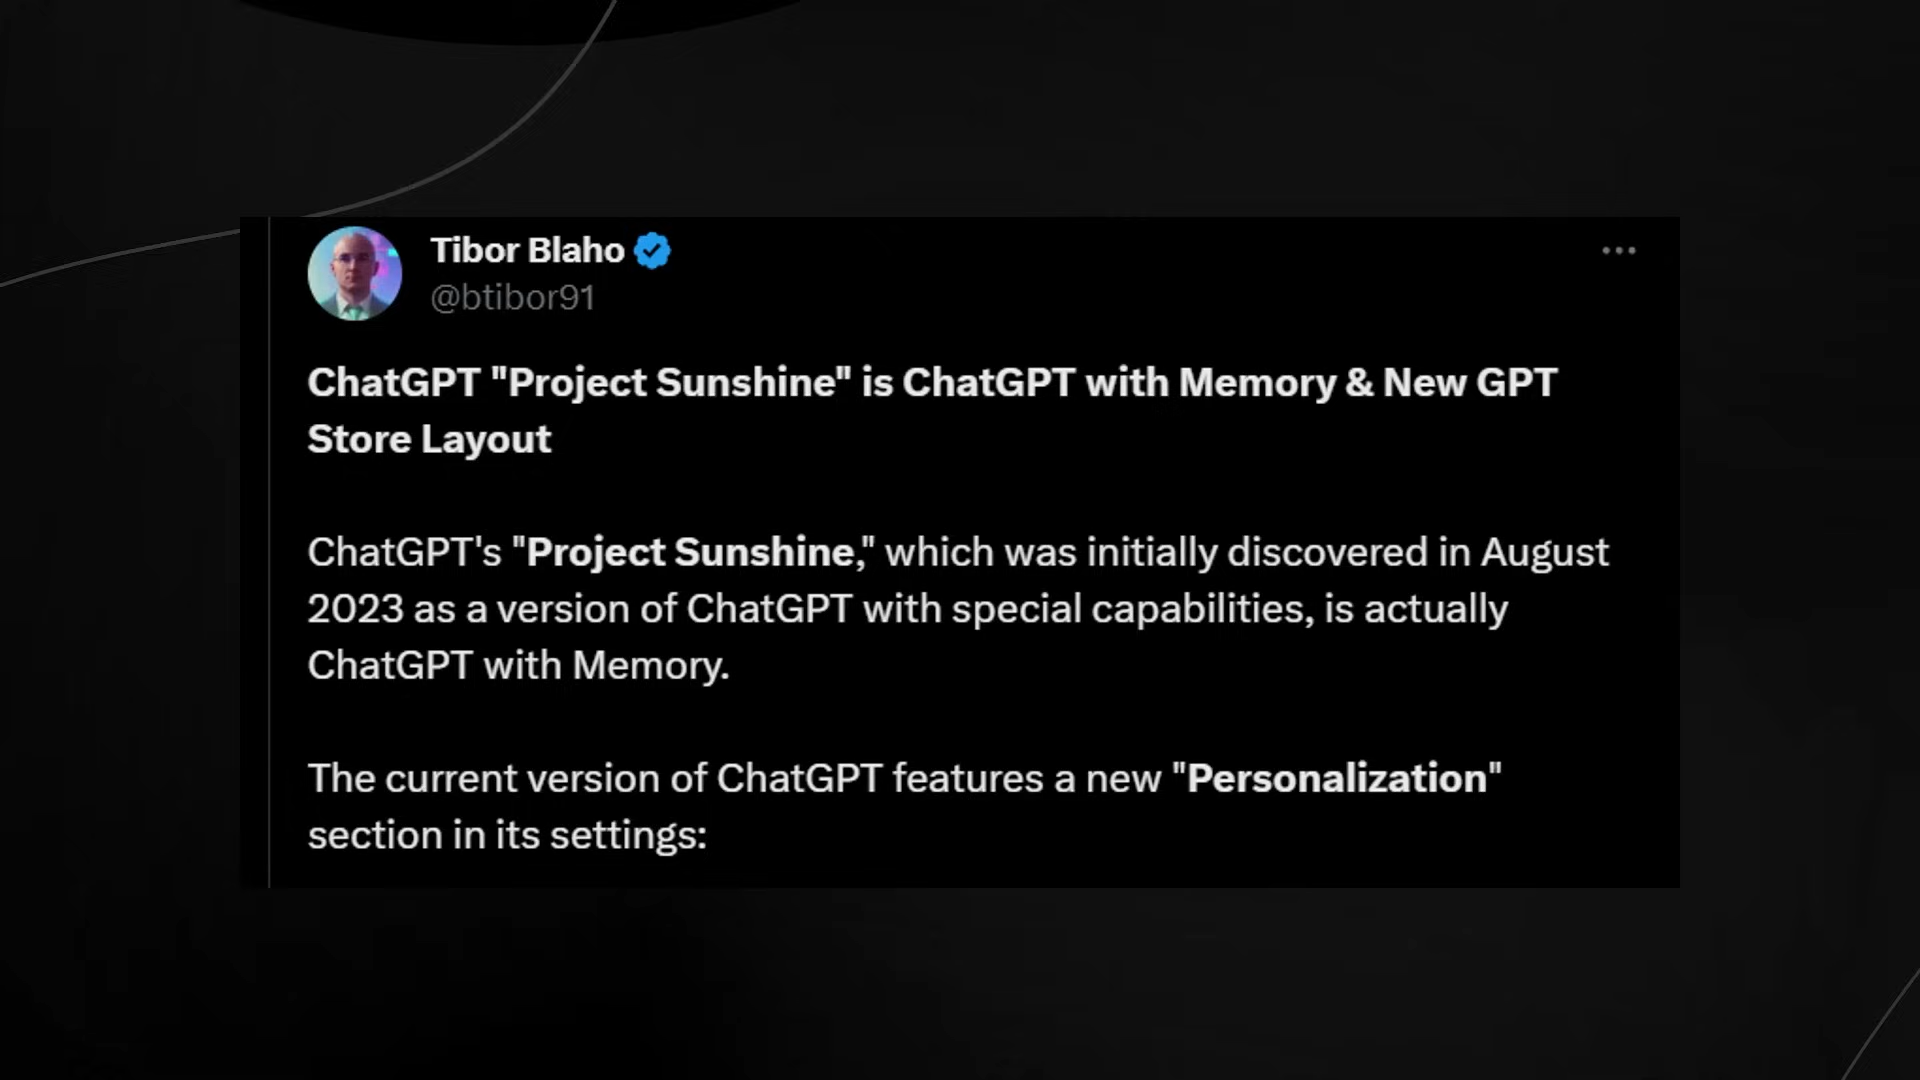 Tibor Blaho
@btibor91
ChatGPT "Project Sunshine" is ChatGPT with Memory & New GPT
Store Layout
ChatGPT's "Project Sunshine," which was initially discovered in August
2023 as a version of ChatGPT with special capabilities, is actually
ChatGPT with Memory.
The current version of ChatGPT features a new "Personalization"
section in its settings: